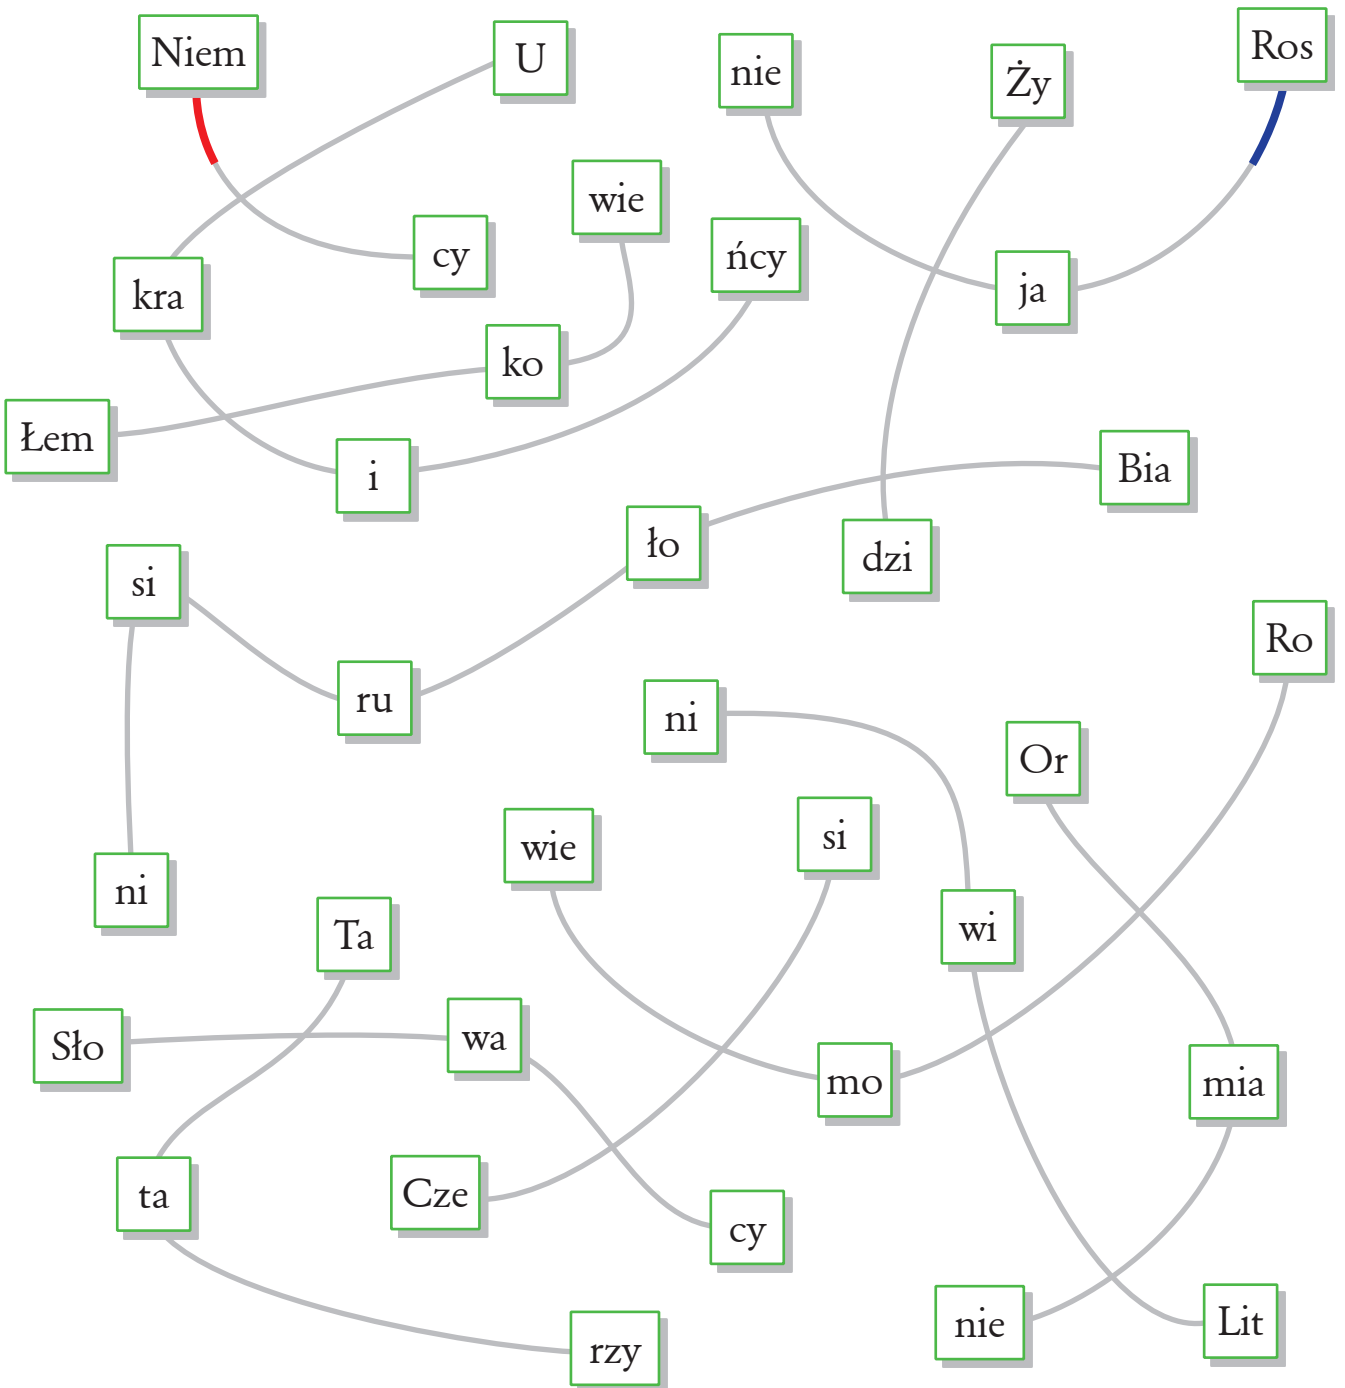 Niem
U
nie
Ży
Ros
wie
cy
ńcy
kra
ja
ko
Łem
i
Bia
ło
dzi
si
Ro
ru
ni
Or
wie
si
ni
Ta
wi
Sło
wa
mo
mia
ta
Cze
cy
nie
Lit
rzy